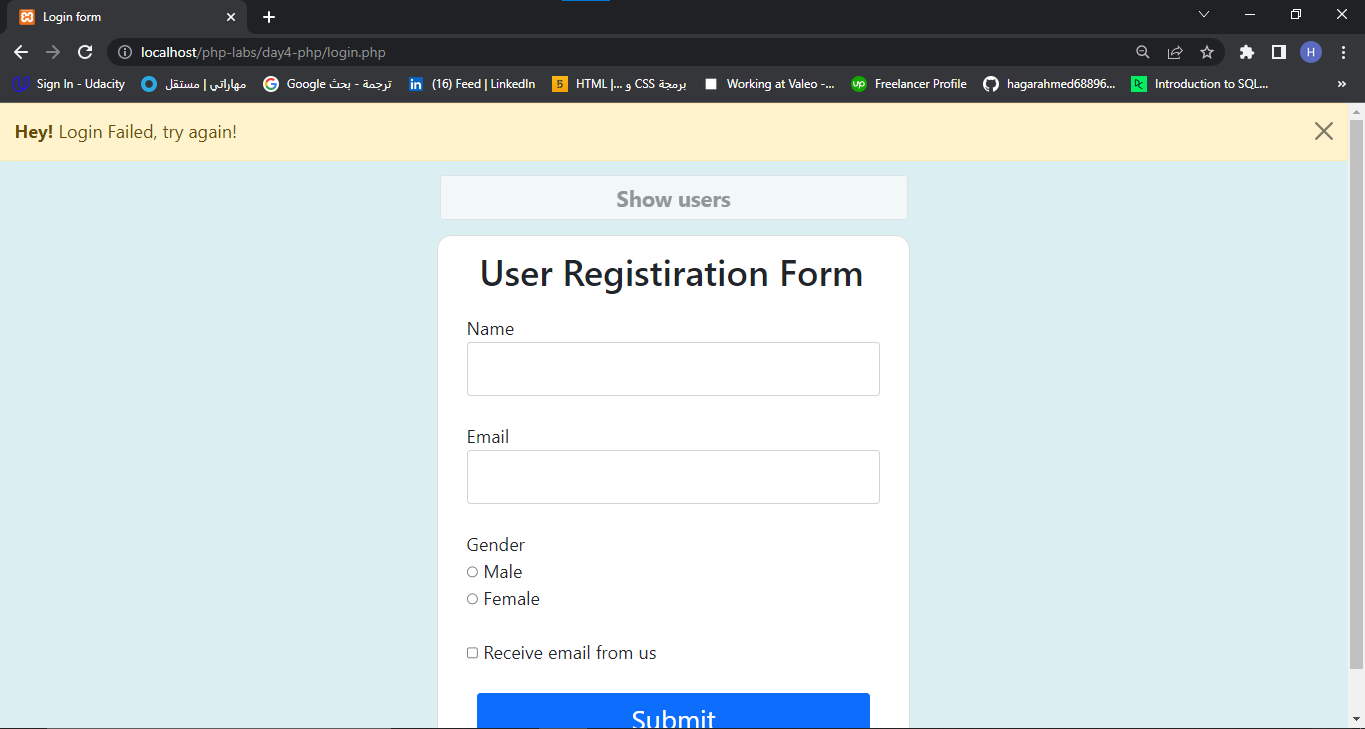 Login form
localhost/php-labs/day4-php/login.php
H
Sign In - Udacity
مهاراتي | مستقل
ترجمة - بحث Google
(16) Feed | LinkedIn
5 HTML |... و CSS برمجة
Working at Valeo -...
up Freelancer Profile
hagarahmed68896...
Introduction to SQL...
»
Hey! Login Failed, try again!
Show users
User Registiration Form
Name
Email
Gender
Male
Female
Receive email from us
Submit